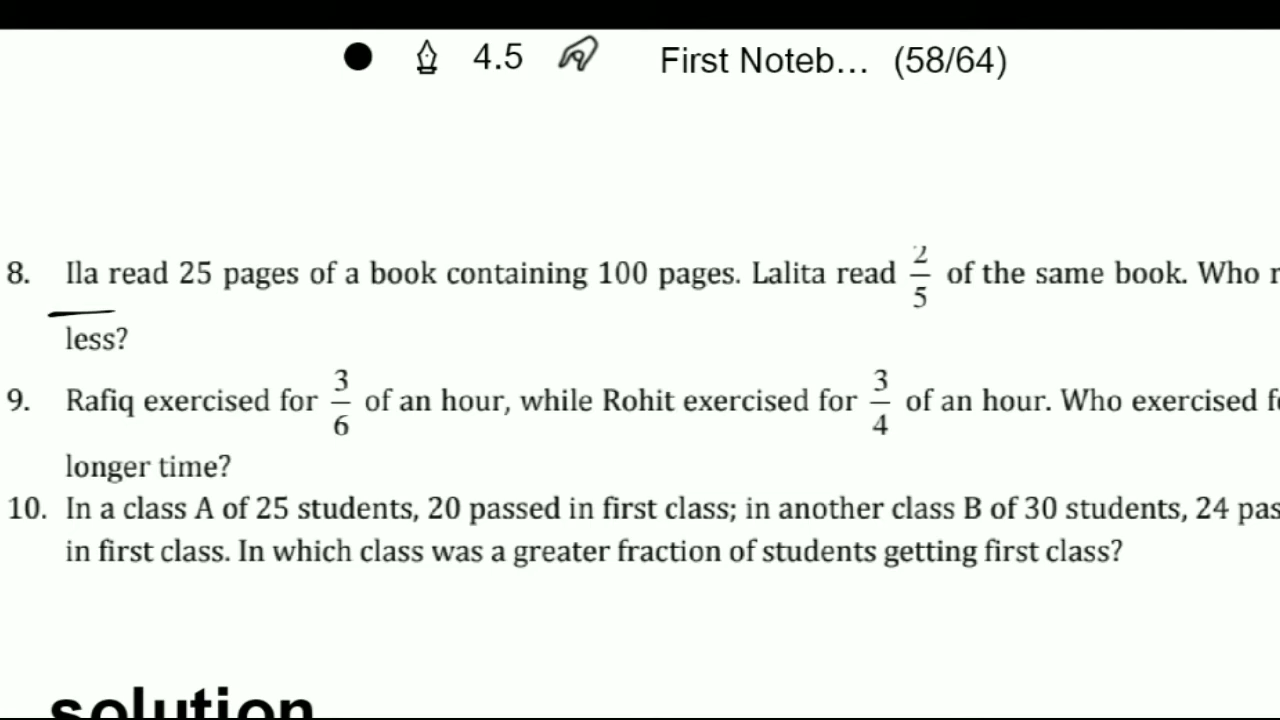 4.5 First Noteb... (58/64)
8. Ila read 25 pages of a book containing 100 pages. Lalita read 2/5 of the same book. Who
less?
9. Rafiq exercised for 3/6 of an hour, while Rohit exercised for 3/4 of an hour. Who exercised
longer time?
10. In a class A of 25 students, 20 passed in first class; in another class B of 30 students, 24
in first class. In which class was a greater fraction of students getting first class?
solution